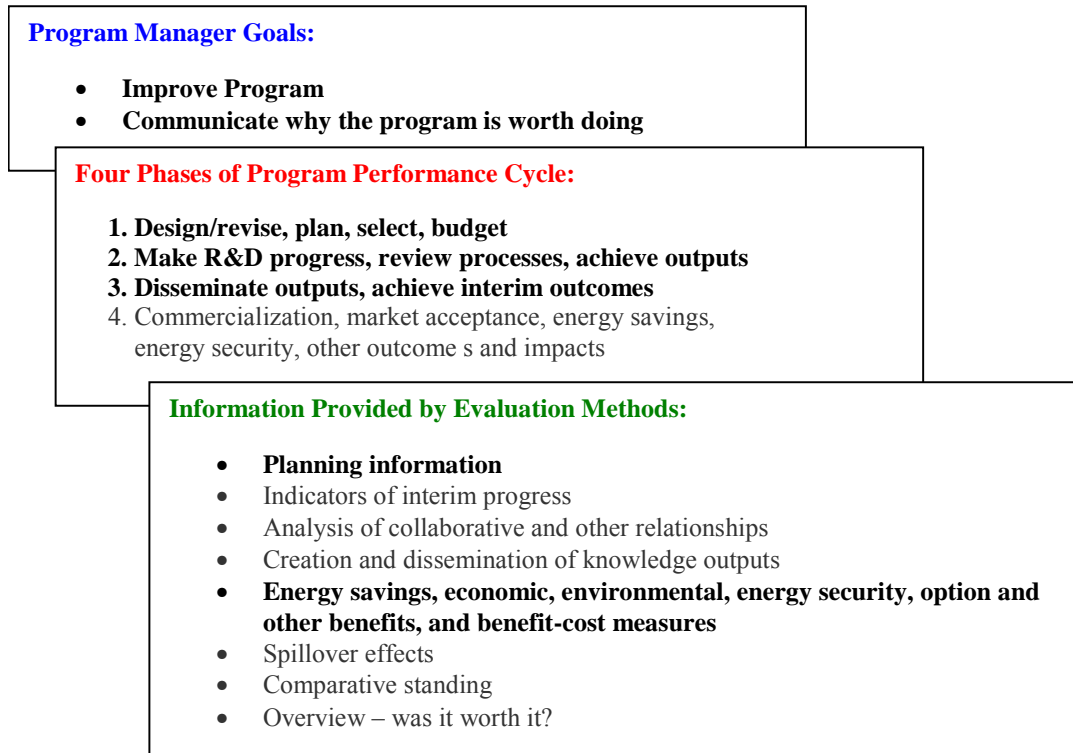 Program Manager Goals:
• Improve Program
• Communicate why the program is worth doing
Four Phases of Program Performance Cycle:
1. Design/revise, plan, select, budget
2. Make R&D progress, review processes, achieve outputs
3. Disseminate outputs, achieve interim outcomes
4. Commercialization, market acceptance, energy savings,
energy security, other outcome s and impacts
Information Provided by Evaluation Methods:
• Planning information
• Indicators of interim progress
• Analysis of collaborative and other relationships
• Creation and dissemination of knowledge outputs
• Energy savings, economic, environmental, energy security, option and
other benefits, and benefit-cost measures
• Spillover effects
• Comparative standing
• Overview – was it worth it?